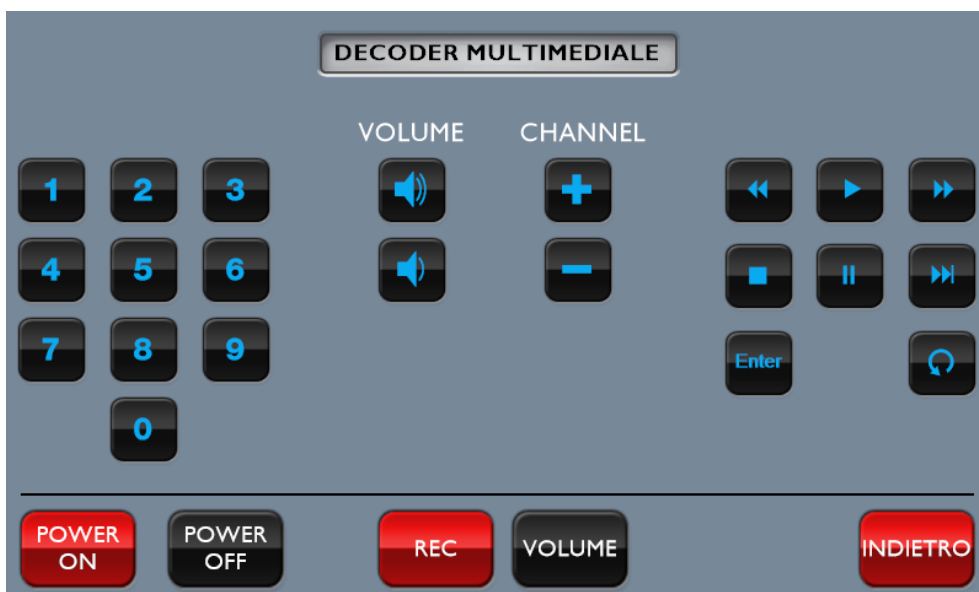 DECODER MULTIMEDIALE
VOLUME CHANNEL
1 2 3
4 5 6
7 8 9
Enter
0
POWER ON
POWER OFF
REC
VOLUME
INDIETRO